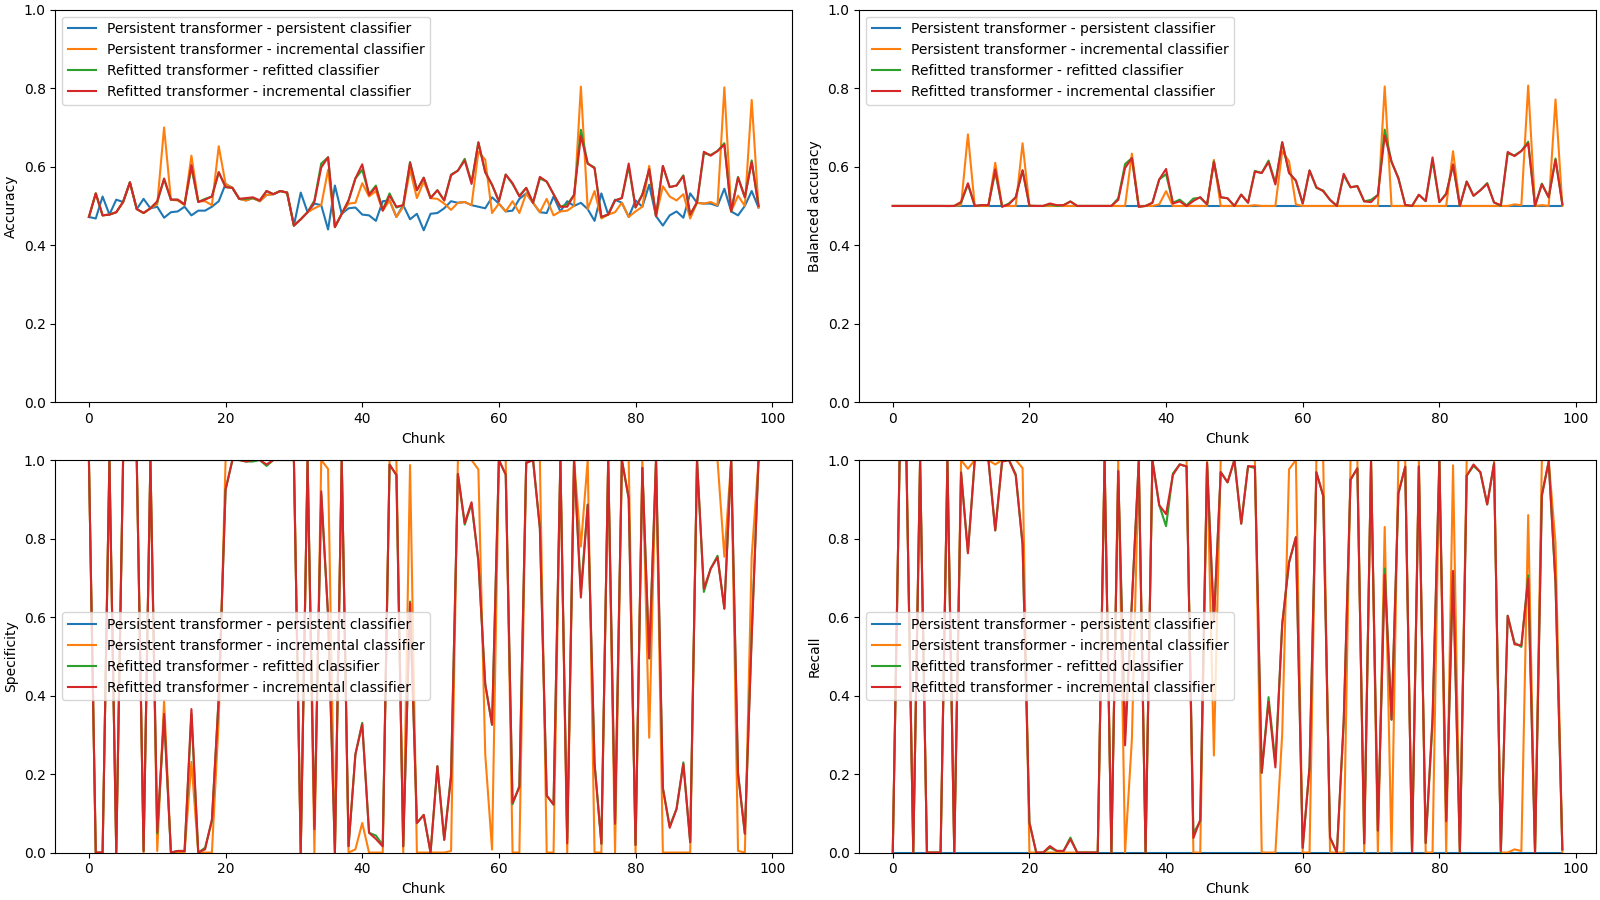 1.0
0.8
0.6
0.4
0.2
0.0
Accuracy
Persistent transformer - persistent classifier
Persistent transformer - incremental classifier
Refitted transformer - refitted classifier
Refitted transformer - incremental classifier
0 20 40 60 80 100
Chunk
1.0
0.8
0.6
0.4
0.2
0.0
Balanced accuracy
Persistent transformer - persistent classifier
Persistent transformer - incremental classifier
Refitted transformer - refitted classifier
Refitted transformer - incremental classifier
0 20 40 60 80 100
Chunk
1.0
0.8
0.6
0.4
0.2
0.0
Specificity
Persistent transformer - persistent classifier
Persistent transformer - incremental classifier
Refitted transformer - refitted classifier
Refitted transformer - incremental classifier
0 20 40 60 80 100
Chunk
1.0
0.8
0.6
0.4
0.2
0.0
Recall
Persistent transformer - persistent classifier
Persistent transformer - incremental classifier
Refitted transformer - refitted classifier
Refitted transformer - incremental classifier
0 20 40 60 80 100
Chunk